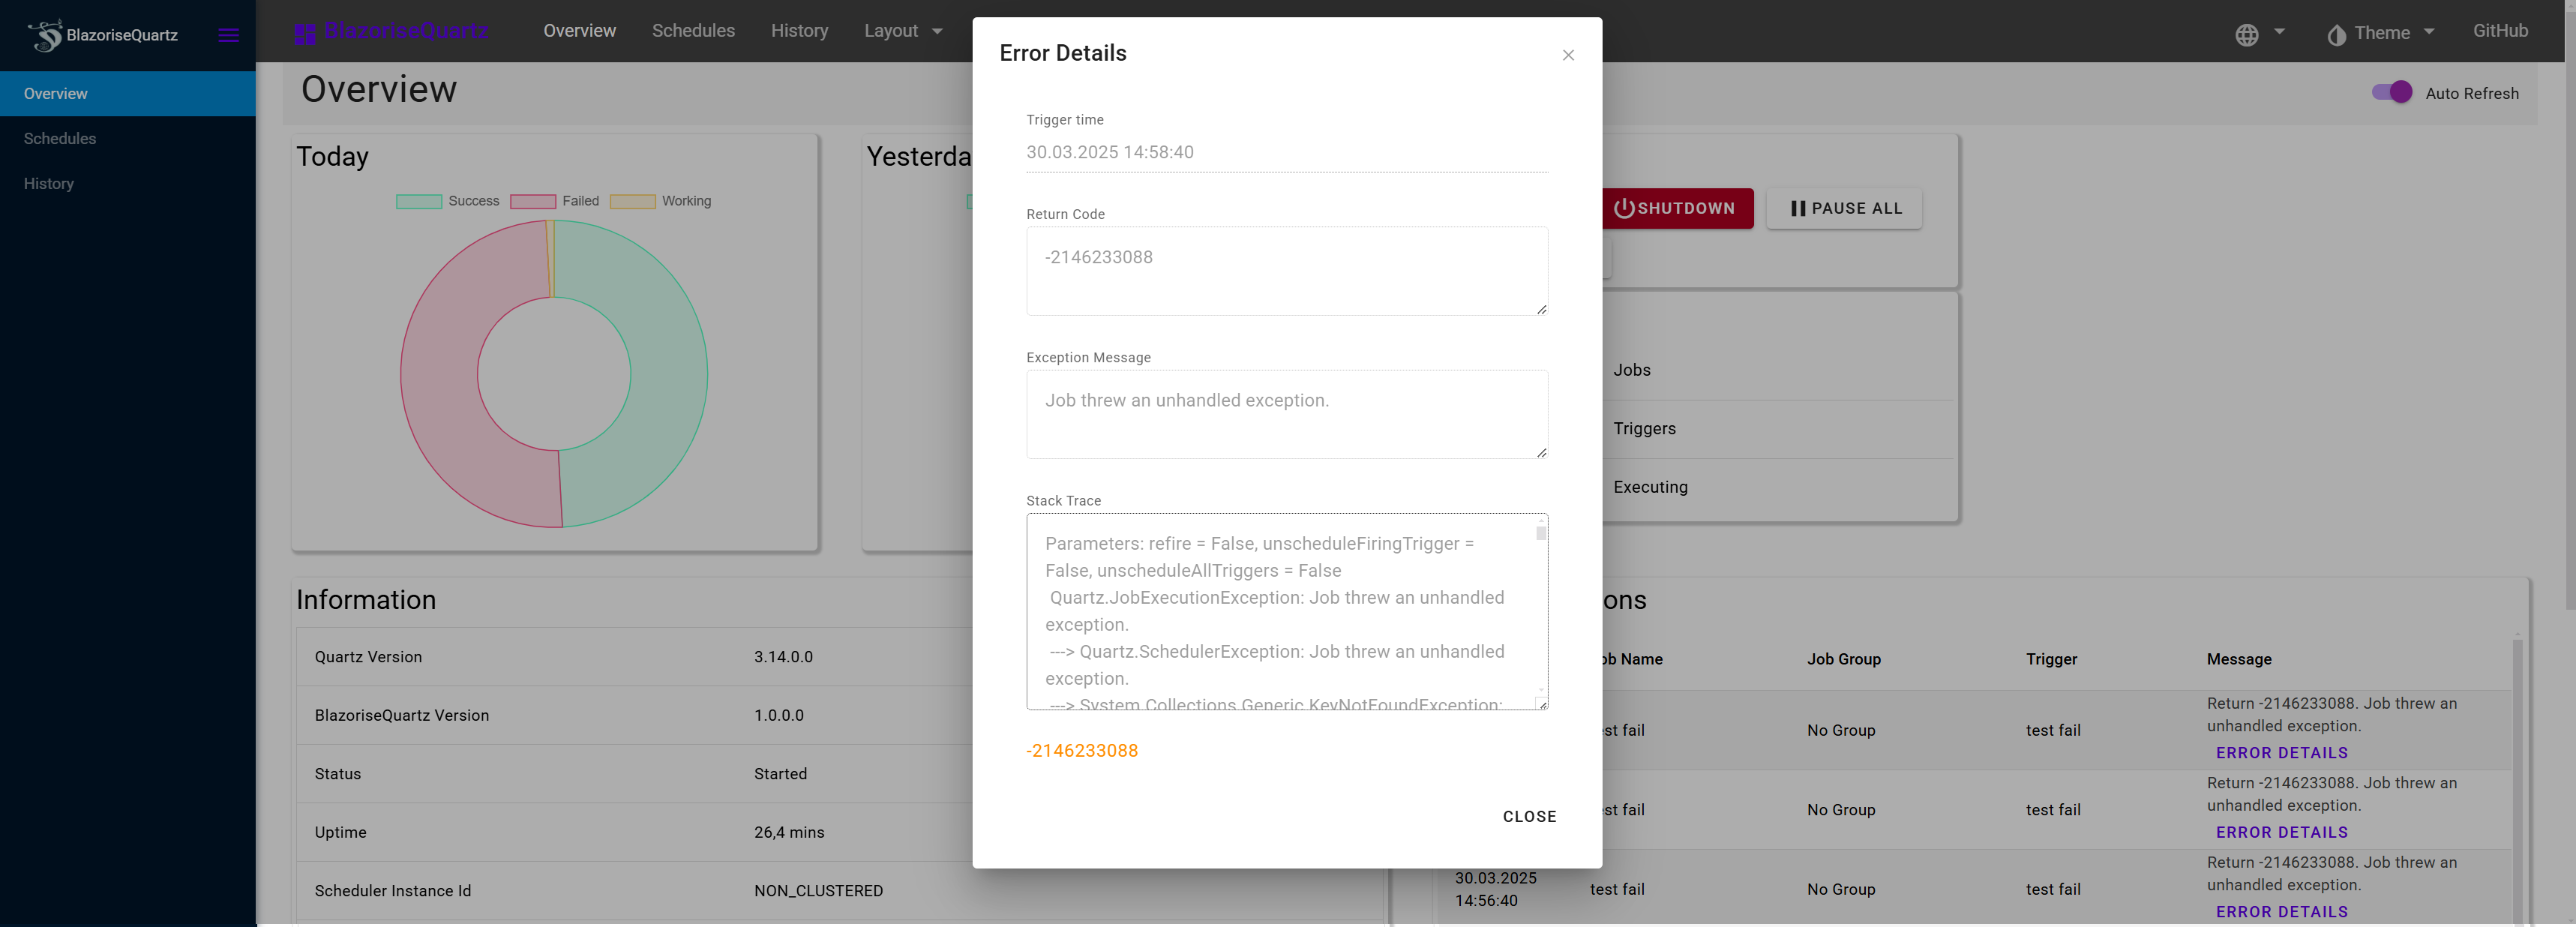 BlazoriseQuartz
Overview
Schedules
History
BlazoriseQuartz
Overview
Schedules
History
Layout
Theme
GitHub
Overview
Auto Refresh
Today
Success
Failed
Working
Yesterda
SHUTDOWN
PAUSE ALL
Jobs
Triggers
Executing
Information
Quartz Version 3.14.0.0
BlazoriseQuartz Version 1.0.0.0
Status Started
Uptime 26,4 mins
Scheduler Instance Id NON_CLUSTERED
Error Details
×
Trigger time
30.03.2025 14:58:40
Return Code
-2146233088
Exception Message
Job threw an unhandled exception.
Stack Trace
Parameters: refire = False, unscheduleFiringTrigger =
False, unscheduleAllTriggers = False
Quartz.JobExecutionException: Job threw an unhandled
exception.
---> Quartz.SchedulerException: Job threw an unhandled
exception.
---> System.Collections.Generic.KeyNotFoundException:
-2146233088
CLOSE
ons
ob Name Job Group Trigger Message
est fail No Group test fail
Return -2146233088. Job threw an
unhandled exception.
ERROR DETAILS
est fail No Group test fail
Return -2146233088. Job threw an
unhandled exception.
ERROR DETAILS
30.03.2025
14:56:40
test fail No Group test fail
Return -2146233088. Job threw an
unhandled exception.
ERROR DETAILS